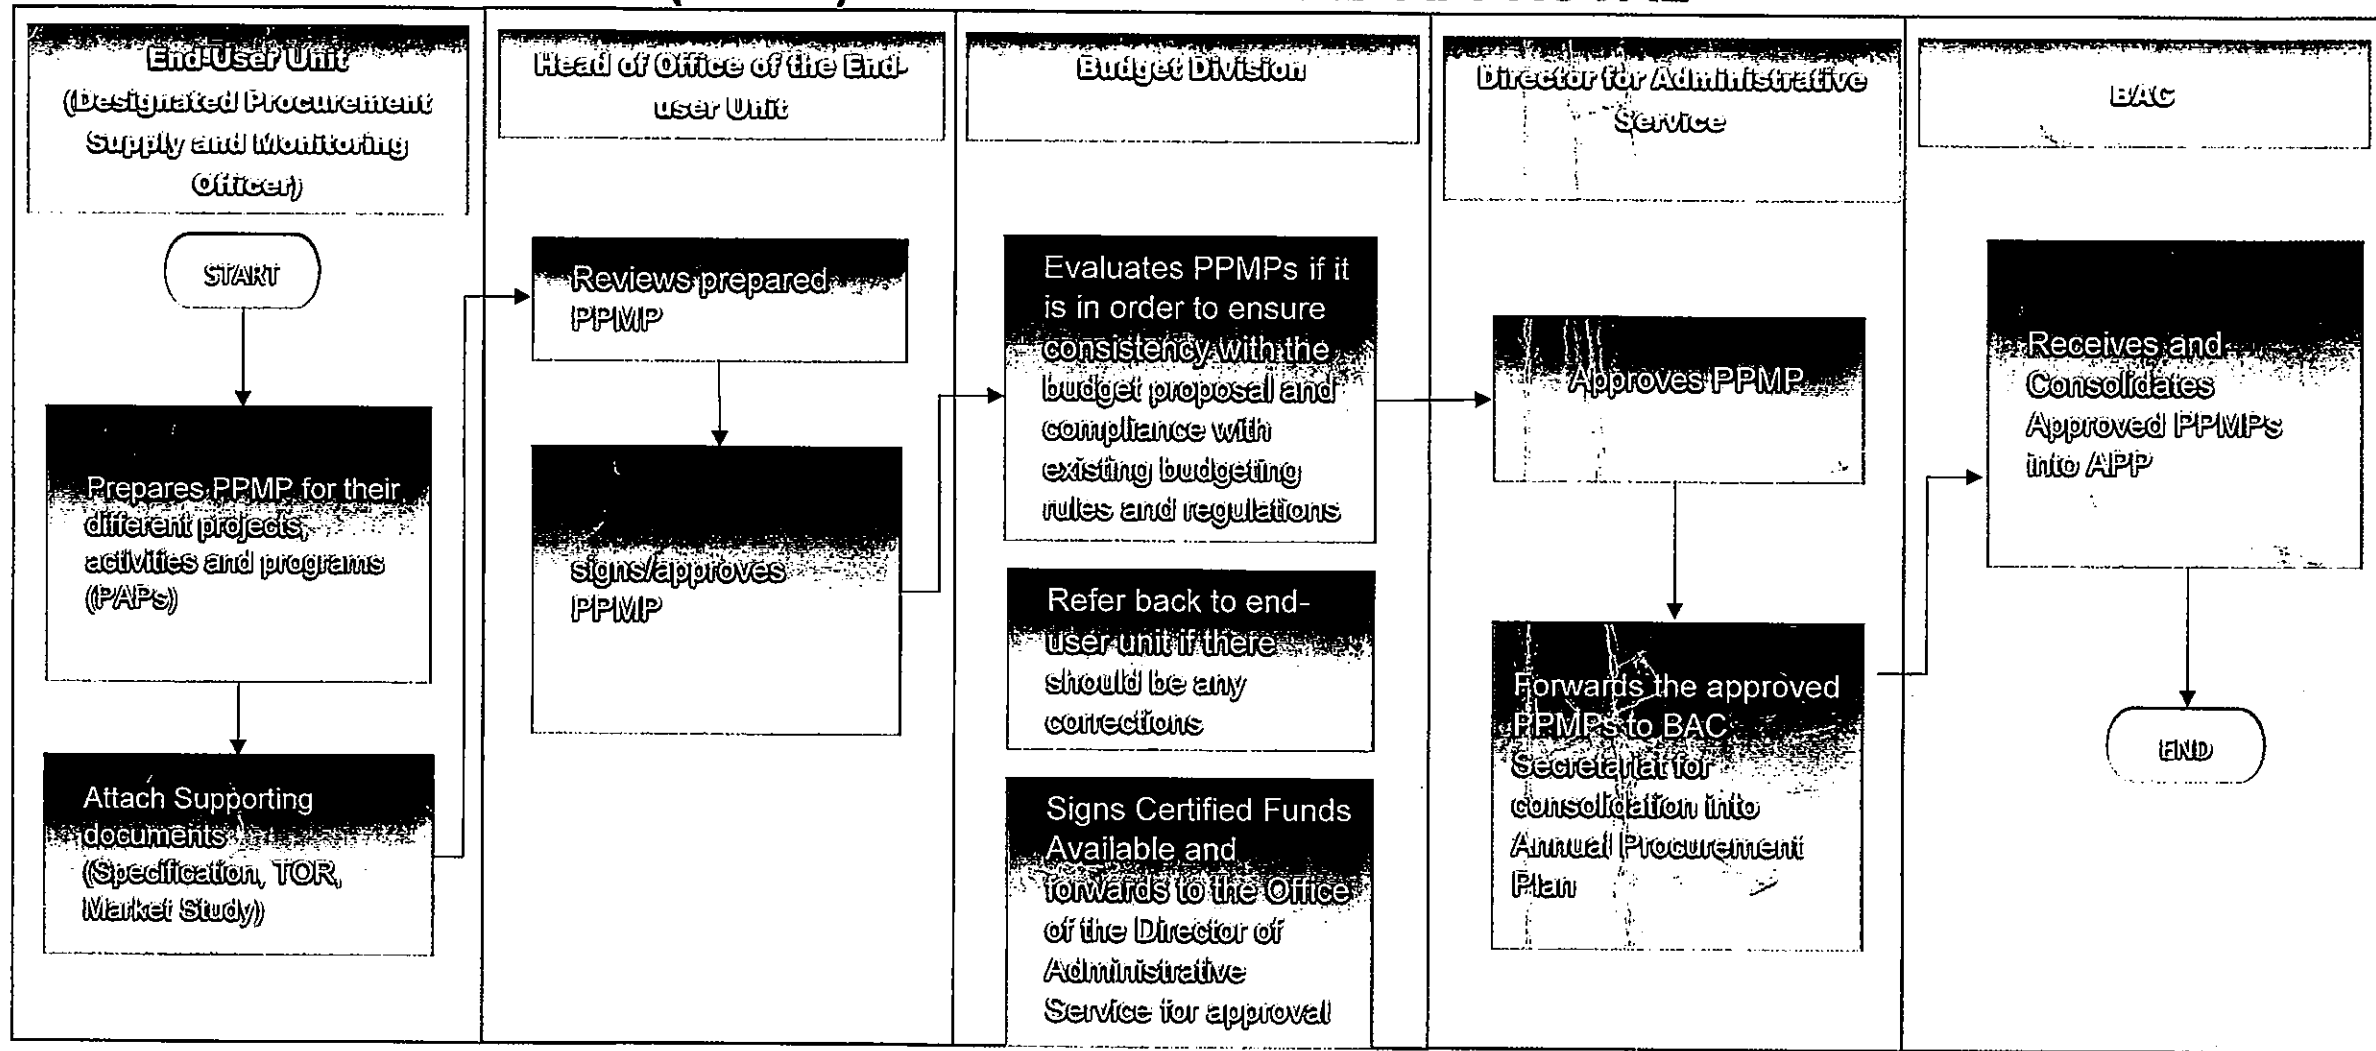 End-User Unit
(Designated Procurement
Supply and Monitoring
Officer)
START
Prepares PPMP for their
different projects,
activities and programs
(PAPs)
Attach Supporting
documents
(Specification, TOR,
Market Study)
Head of Office of the End-
user Unit
Reviews prepared
PPMP
signs/approves
PPMP
Budget Division
Evaluates PPMPs if it
is in order to ensure
consistency with the
budget proposal and
compliance with
existing budgeting
rules and regulations
Refer back to end-
user unit if there
should be any
corrections
Signs Certified Funds
Available and
forwards to the Office
of the Director of
Administrative
Service for approval
Director for Administrative
Service
Approves PPMP
Forwards the approved
PPMPs to BAC
Secretariat for
consolidation into
Annual Procurement
Plan
BAC
Receives and
Consolidates
Approved PPMPs
into APP
END